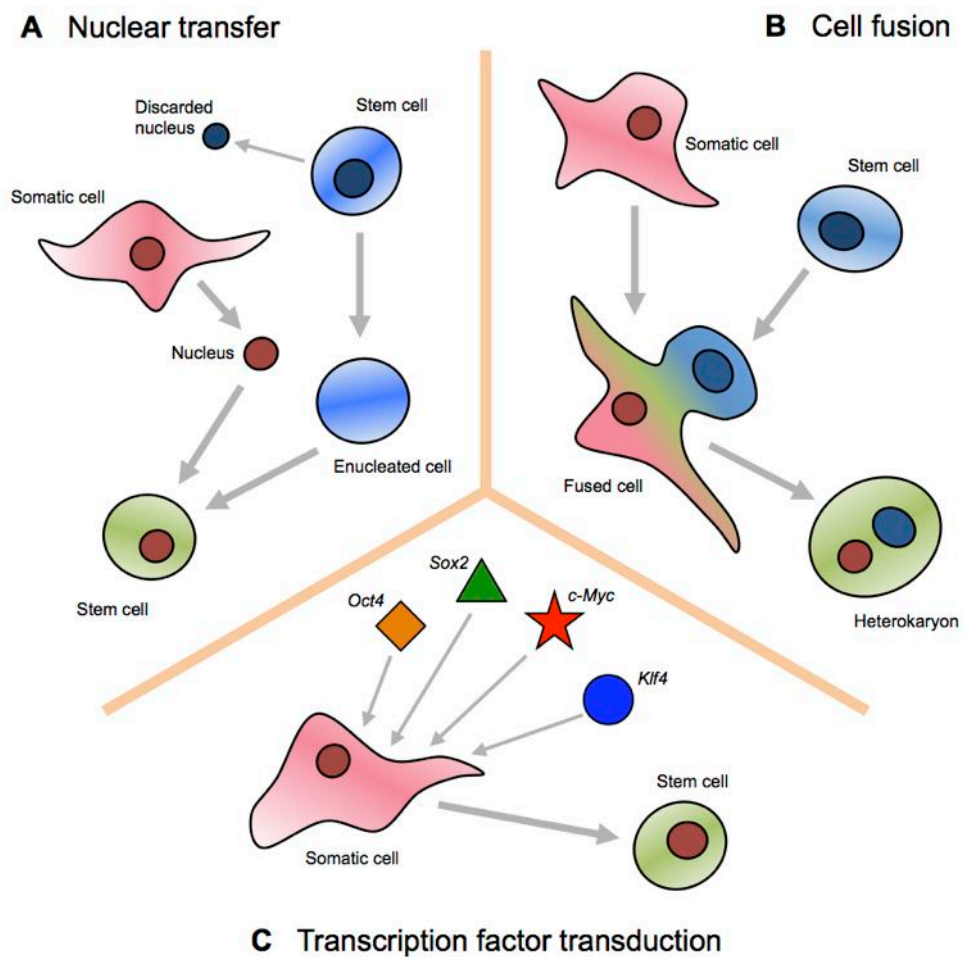 A Nuclear transfer
Discarded
nucleus
Stem cell
Somatic cell
Nucleus
Enucleated cell
Stem cell
B Cell fusion
Somatic cell
Stem cell
Fused cell
Heterokaryon
Sox2
Oct4
c-Myc
Klf4
Somatic cell
Stem cell
C Transcription factor transduction